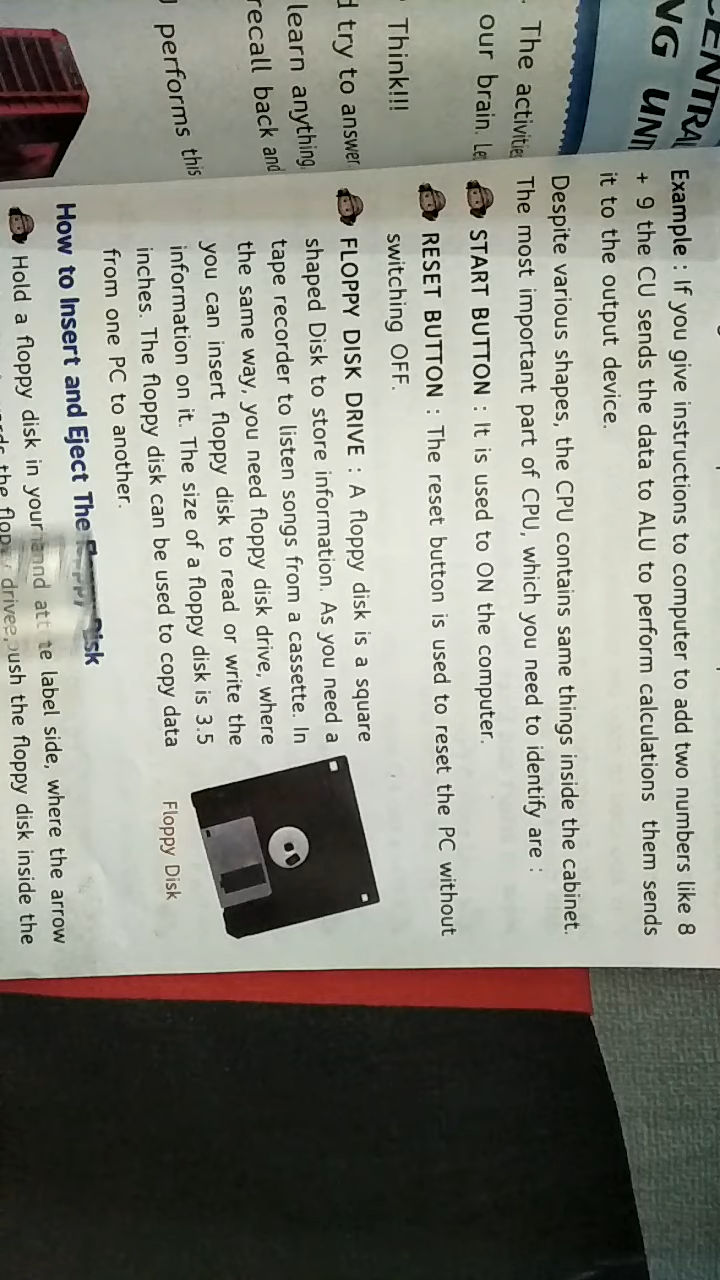 CENTRAL
NG UNI
. The activities
our brain. Le
Think!!!
d try to answer
learn anything.
recall back and
performs this
Example : If you give instructions to computer to add two numbers like 8
+ 9 the CU sends the data to ALU to perform calculations them sends
it to the output device.
Despite various shapes, the CPU contains same things inside the cabinet.
The most important part of CPU, which you need to identify are :
START BUTTON : It is used to ON the computer.
RESET BUTTON : The reset button is used to reset the PC without
switching OFF.
FLOPPY DISK DRIVE : A floppy disk is a square
shaped Disk to store information. As you need a
tape recorder to listen songs from a cassette. In
the same way, you need floppy disk drive, where
you can insert floppy disk to read or write the
information on it. The size of a floppy disk is 3.5
inches. The floppy disk can be used to copy data
from one PC to another.
Floppy Disk
How to Insert and Eject The Floppy Disk
Hold a floppy disk in your label side, where the arrow
the floppy drive push the floppy disk inside the